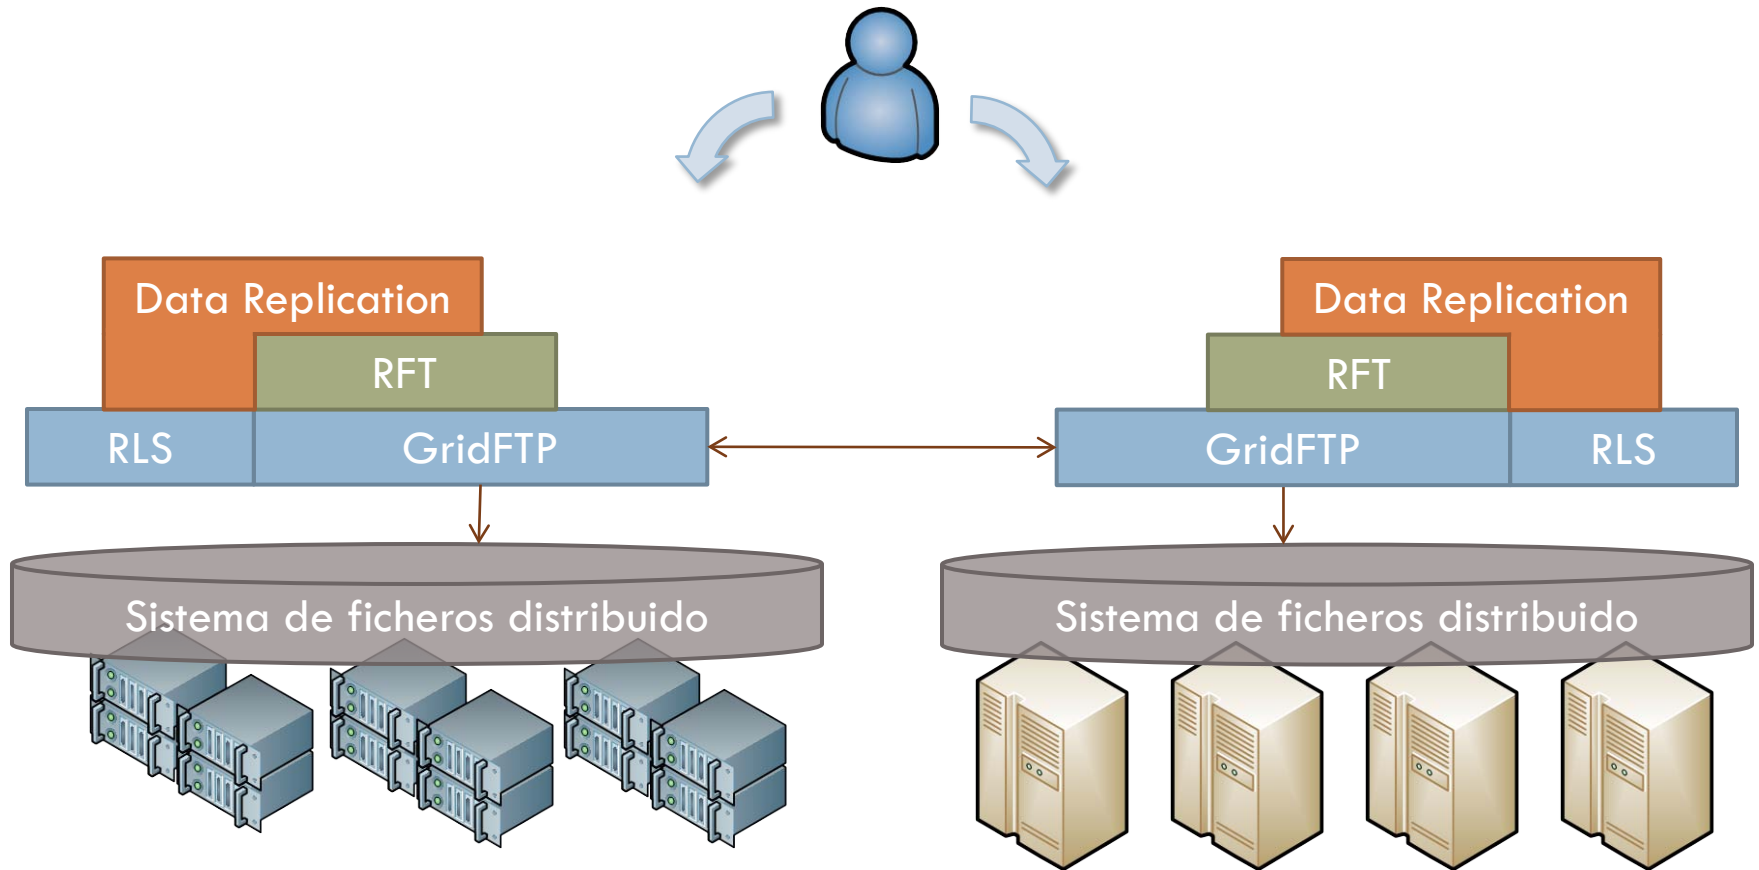 Data Replication
RFT
RLS
GridFTP
Sistema de ficheros distribuido
Data Replication
RFT
GridFTP
RLS
Sistema de ficheros distribuido